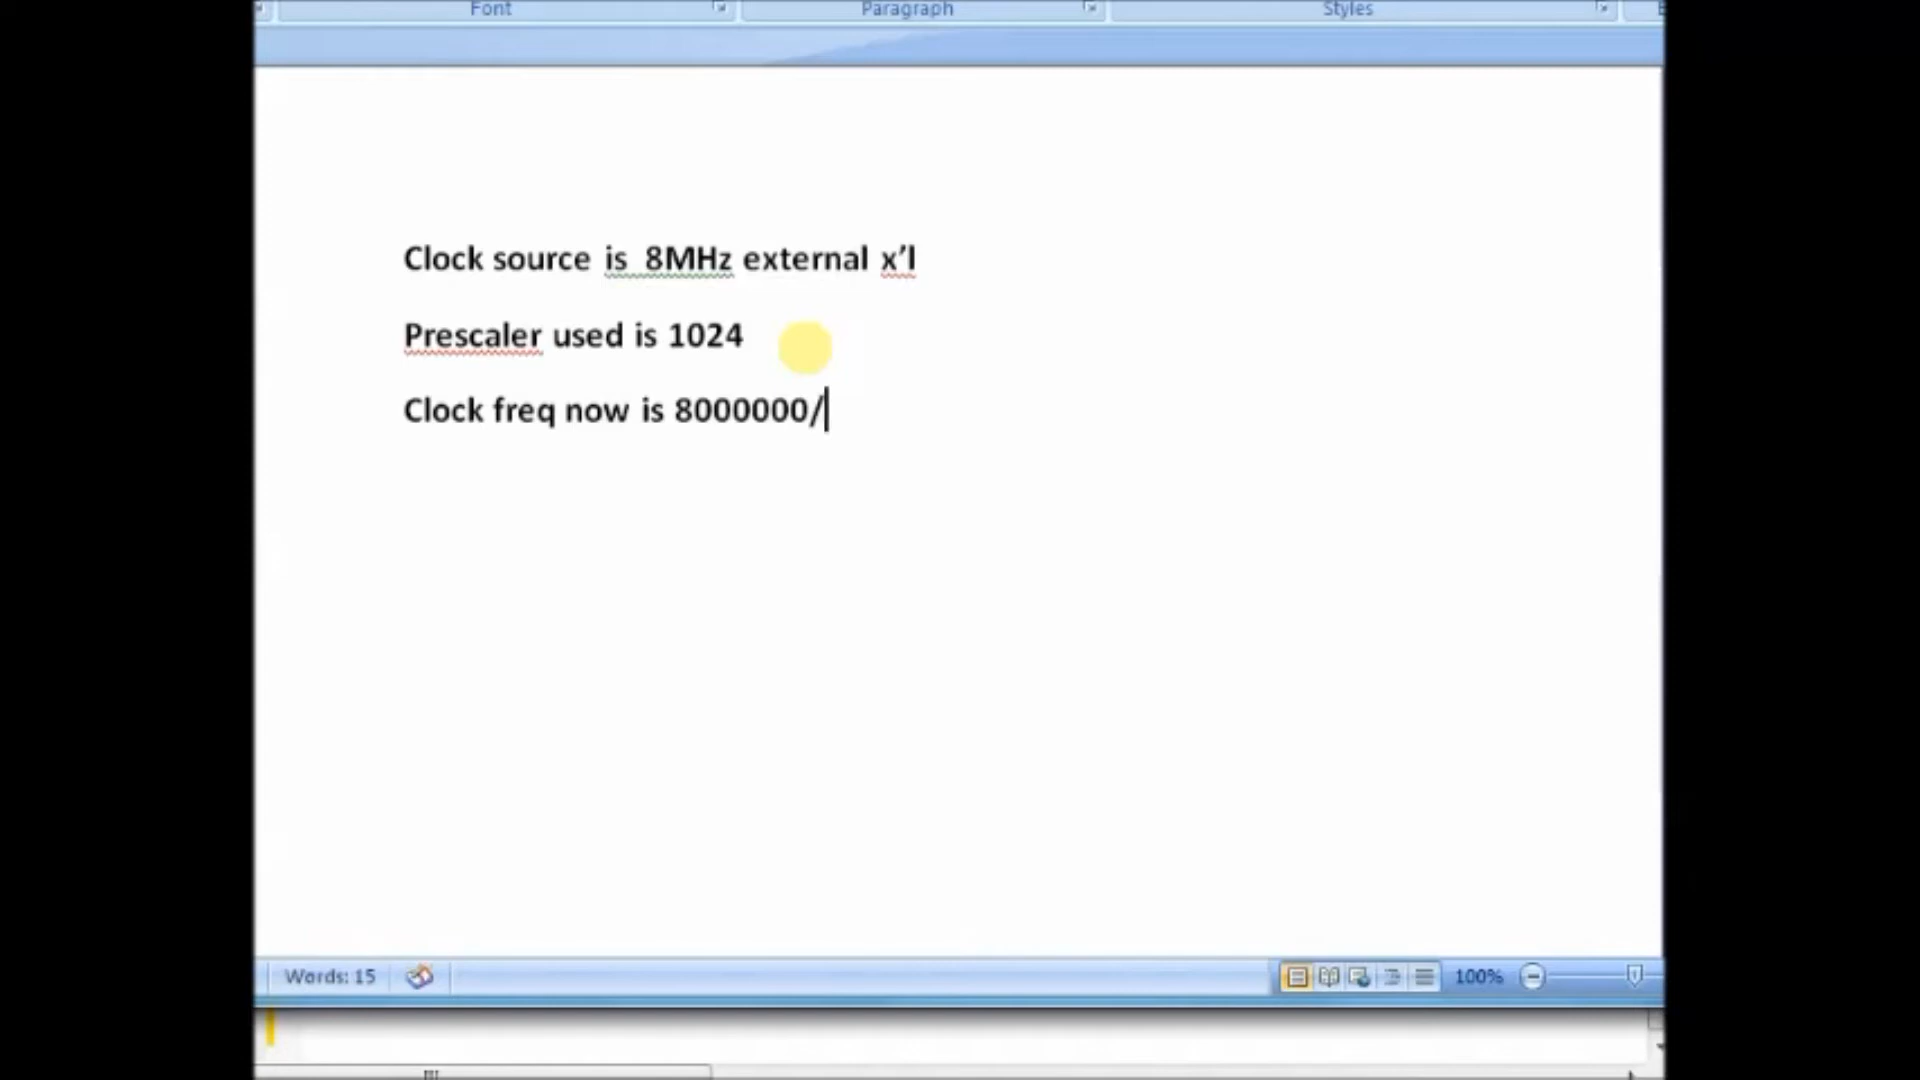 Font Paragraph Styles
Clock source is 8MHz external x’l
Prescaler used is 1024
Clock freq now is 8000000/
Words: 15 100%